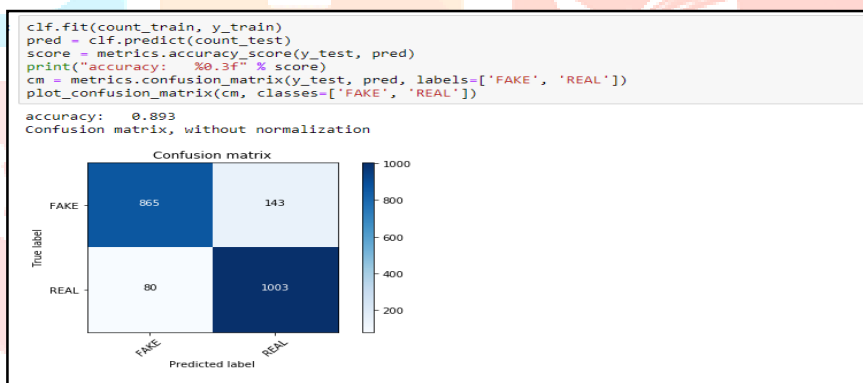 clf.fit(count_train, y_train)
pred = clf.predict(count_test)
score = metrics.accuracy_score(y_test, pred)
print("accuracy:   %0.3f" % score)
cm = metrics.confusion_matrix(y_test, pred, labels=['FAKE', 'REAL'])
plot_confusion_matrix(cm, classes=['FAKE', 'REAL'])
accuracy:   0.893
Confusion matrix, without normalization
Confusion matrix
1000
FAKE
865
143
800
True label
600
400
REAL
80
1003
200
FAKE
REAL
Predicted label